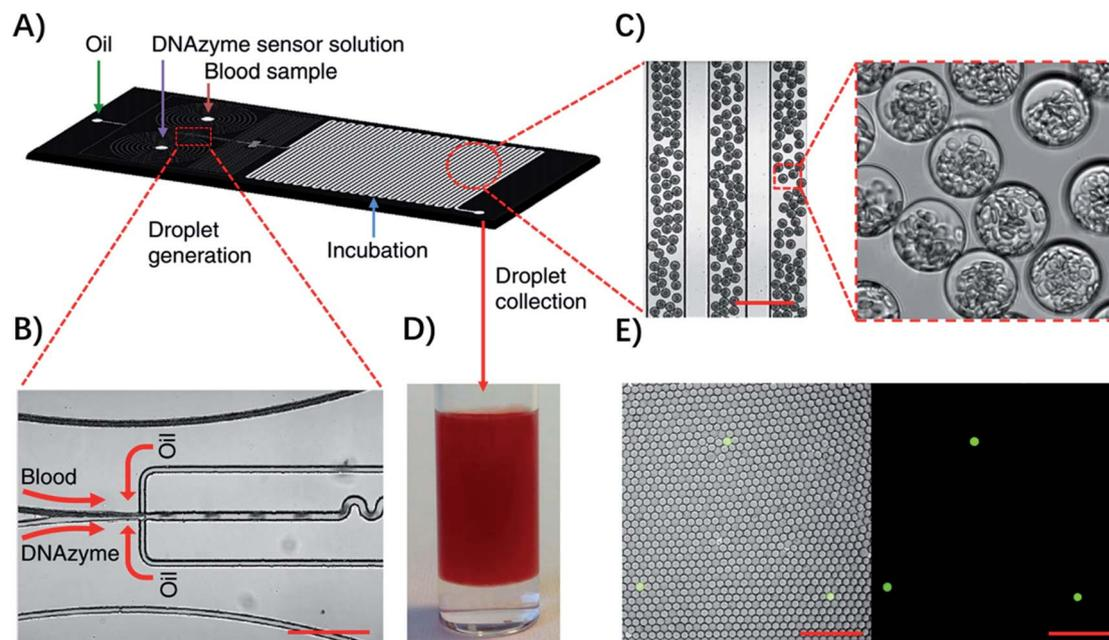 A)
Oil
DNAzyme sensor solution
Blood sample
Droplet
generation
Incubation
Droplet
collection
C)
B)
Blood
DNAzyme
Oil
Oil
D)
E)